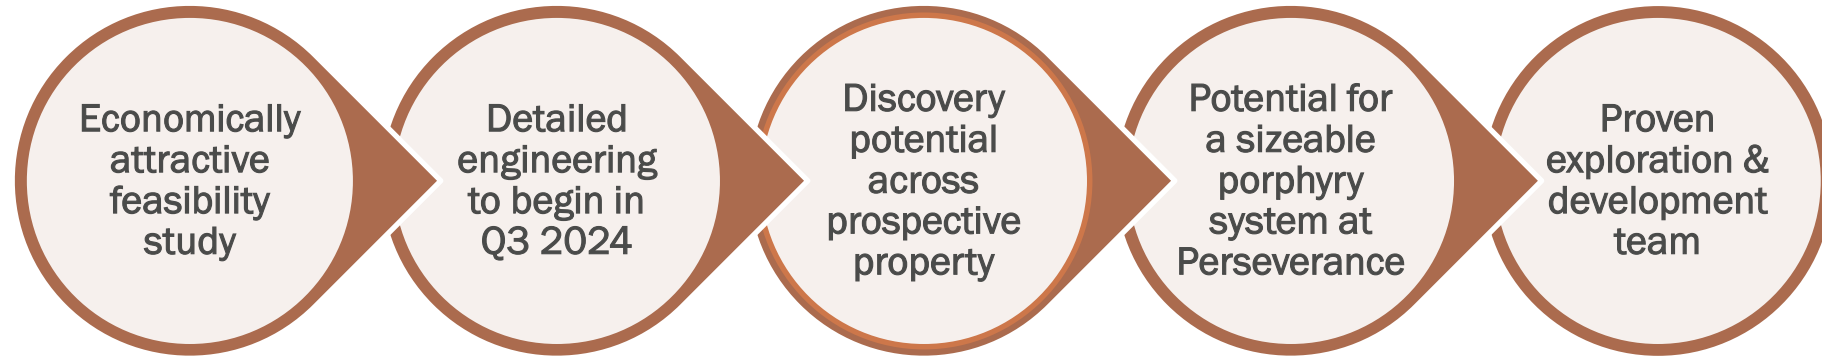 Economically
attractive
feasibility
study
Detailed
engineering
to begin in
Q3 2024
Discovery
potential
across
prospective
property
Potential for
a sizeable
porphyry
system at
Perseverance
Proven
exploration &
development
team